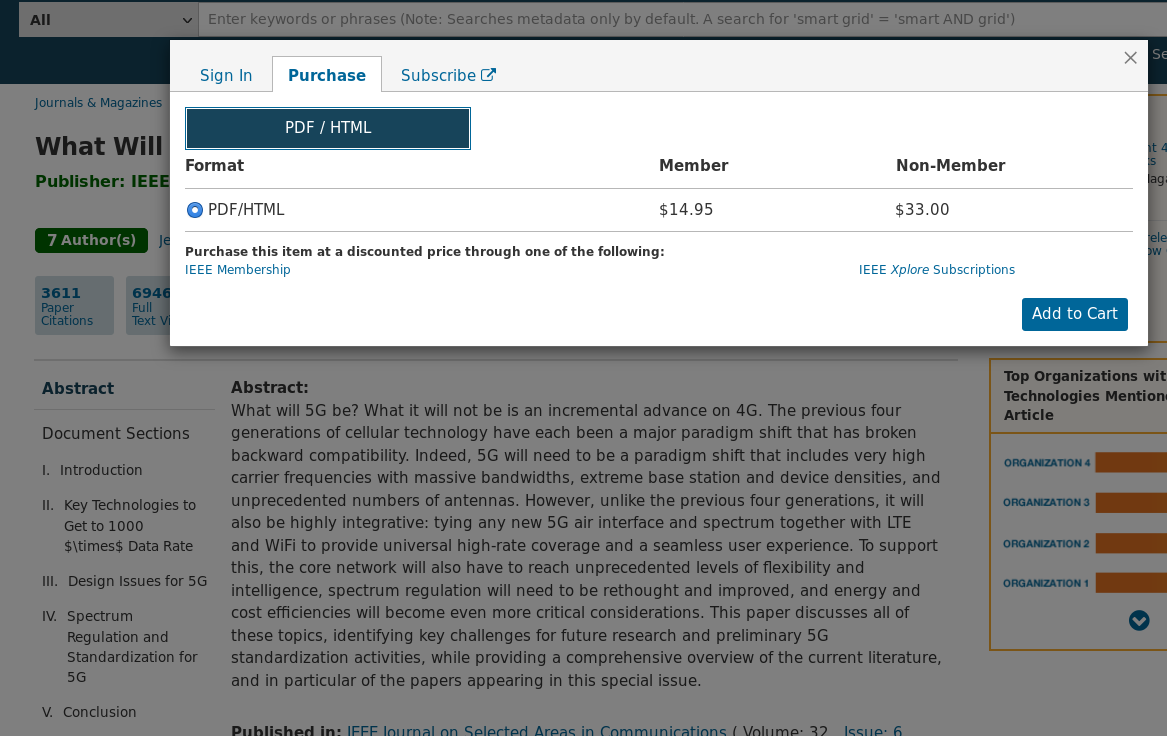 All
Enter keywords or phrases (Note: Searches metadata only by default. A search for 'smart grid' = 'smart AND grid')
Sign In
Purchase
Subscribe
PDF / HTML
Format Member Non-Member
PDF/HTML $14.95 $33.00
Purchase this item at a discounted price through one of the following:
IEEE Membership IEEE Xplore Subscriptions
Add to Cart
Journals & Magazines
What Will
Publisher: IEEE
7 Author(s)
3611
Paper
Citations
6946
Full
Abstract
Document Sections
I. Introduction
II. Key Technologies to
Get to 1000
$\times$ Data Rate
III. Design Issues for 5G
IV. Spectrum
Regulation and
Standardization for
5G
V. Conclusion
Abstract:
What will 5G be? What it will not be is an incremental advance on 4G. The previous four
generations of cellular technology have each been a major paradigm shift that has broken
backward compatibility. Indeed, 5G will need to be a paradigm shift that includes very high
carrier frequencies with massive bandwidths, extreme base station and device densities, and
unprecedented numbers of antennas. However, unlike the previous four generations, it will
also be highly integrative: tying any new 5G air interface and spectrum together with LTE
and WiFi to provide universal high-rate coverage and a seamless user experience. To support
this, the core network will also have to reach unprecedented levels of flexibility and
intelligence, spectrum regulation will need to be rethought and improved, and energy and
cost efficiencies will become even more critical considerations. This paper discusses all of
these topics, identifying key challenges for future research and preliminary 5G
standardization activities, while providing a comprehensive overview of the current literature,
and in particular of the papers appearing in this special issue.
Published in: IEEE Journal on Selected Areas in Communications ( Volume: 32, Issue: 6,
Top Organizations wit
Technologies Mention
Article
ORGANIZATION 4
ORGANIZATION 3
ORGANIZATION 2
ORGANIZATION 1